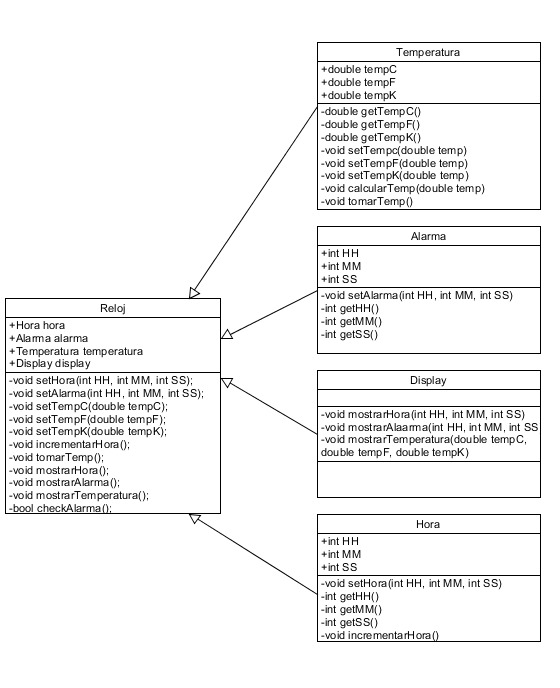 Temperatura
+double tempC
+double tempF
+double tempK
-double getTempC()
-double getTempF()
-double getTempK()
-void setTempc(double temp)
-void setTempF(double temp)
-void setTempK(double temp)
-void calcularTemp(double temp)
-void tomarTemp()
Alarma
+int HH
+int MM
+int SS
-void setAlarma(int HH, int MM, int SS)
-int getHH()
-int getMM()
-int getSS()
Reloj
+Hora hora
+Alarma alarma
+Temperatura temperatura
+Display display
-void setHora(int HH, int MM, int SS);
-void setAlarma(int HH, int MM, int SS);
-void setTempC(double tempC);
-void setTempF(double tempF);
-void setTempK(double tempK);
-void incrementarHora();
-void tomarTemp();
-void mostrarHora();
-void mostrarAlarma();
-void mostrarTemperatura();
-bool checkAlarma();
Display
-void mostrarHora(int HH, int MM, int SS)
-void mostrarAlaarma(int HH, int MM, int SS
-void mostrarTemperatura(double tempC,
double tempF, double tempK)
Hora
+int HH
+int MM
+int SS
-void setHora(int HH, int MM, int SS)
-int getHH()
-int getMM()
-int getSS()
-void incrementarHora()